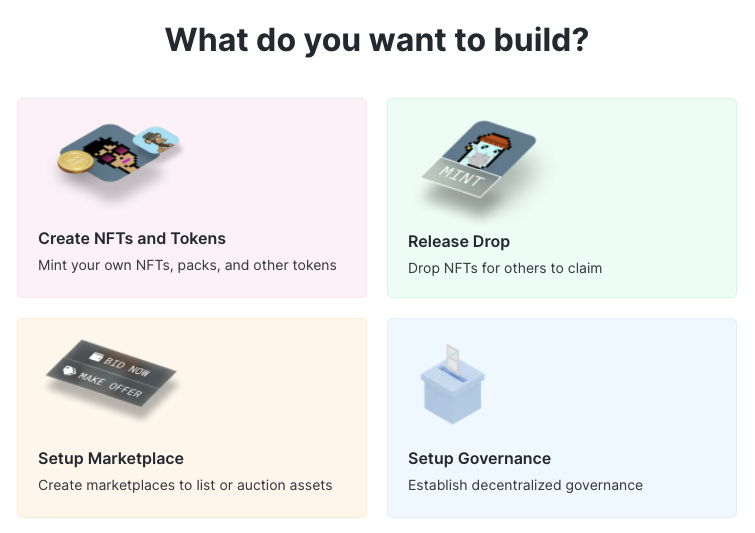 What do you want to build?
Create NFTs and Tokens
Mint your own NFTs, packs, and other tokens
MINT
Release Drop
Drop NFTs for others to claim
BID NOW
MAKE OFFER
Setup Marketplace
Create marketplaces to list or auction assets
Setup Governance
Establish decentralized governance